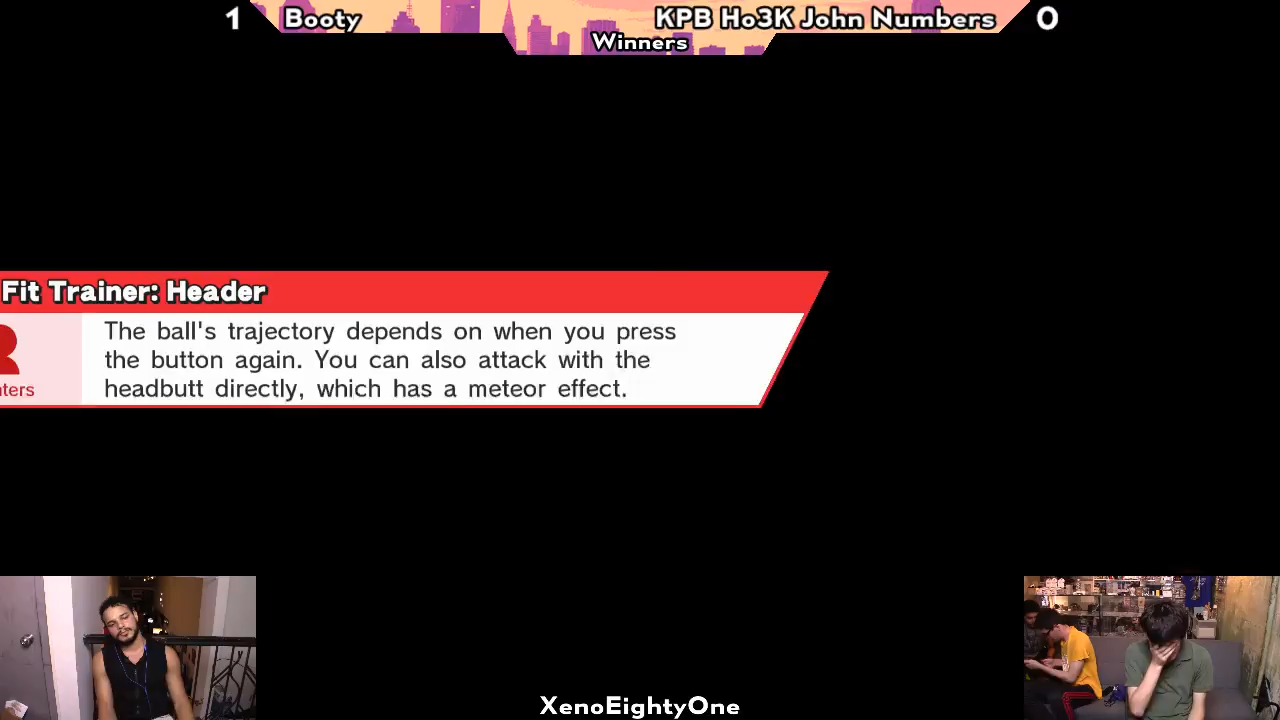 1 Booty KPB Ho3K John Numbers 0
Winners
Fit Trainer: Header
The ball's trajectory depends on when you press
the button again. You can also attack with the
headbutt directly, which has a meteor effect.
XenoEightyOne